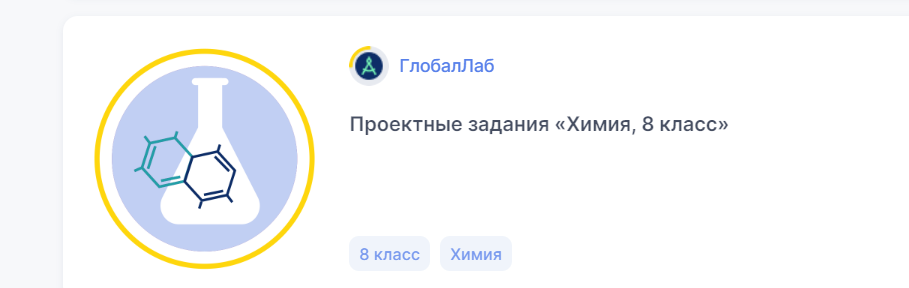 ГлобалЛаб
Проектные задания «Химия, 8 класс»
8 класс
Химия